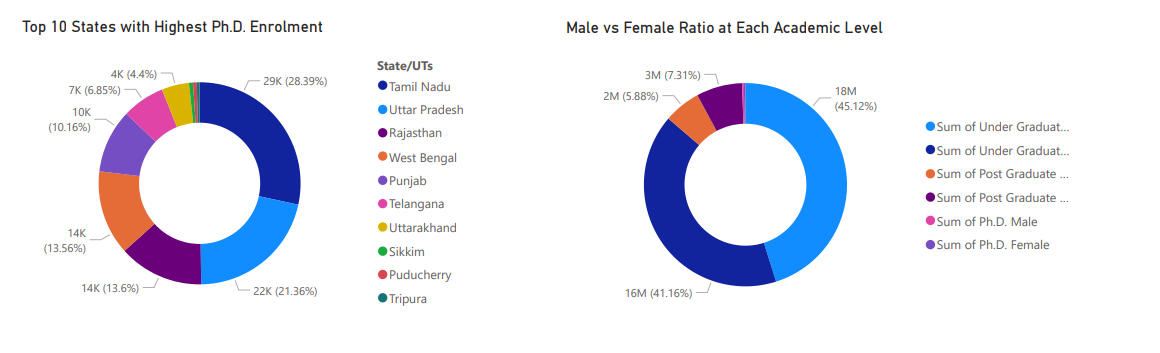 Top 10 States with Highest Ph.D. Enrolment
4K (4.4%)
7K (6.85%)
10K
(10.16%)
14K
(13.56%)
14K (13.6%)
22K (21.36%)
29K (28.39%)
State/UTs
Tamil Nadu
Uttar Pradesh
Rajasthan
West Bengal
Punjab
Telangana
Uttarakhand
Sikkim
Puducherry
Tripura
Male vs Female Ratio at Each Academic Level
3M (7.31%)
2M (5.88%)
18M
(45.12%)
16M (41.16%)
Sum of Under Graduat...
Sum of Under Graduat...
Sum of Post Graduate ...
Sum of Post Graduate ...
Sum of Ph.D. Male
Sum of Ph.D. Female